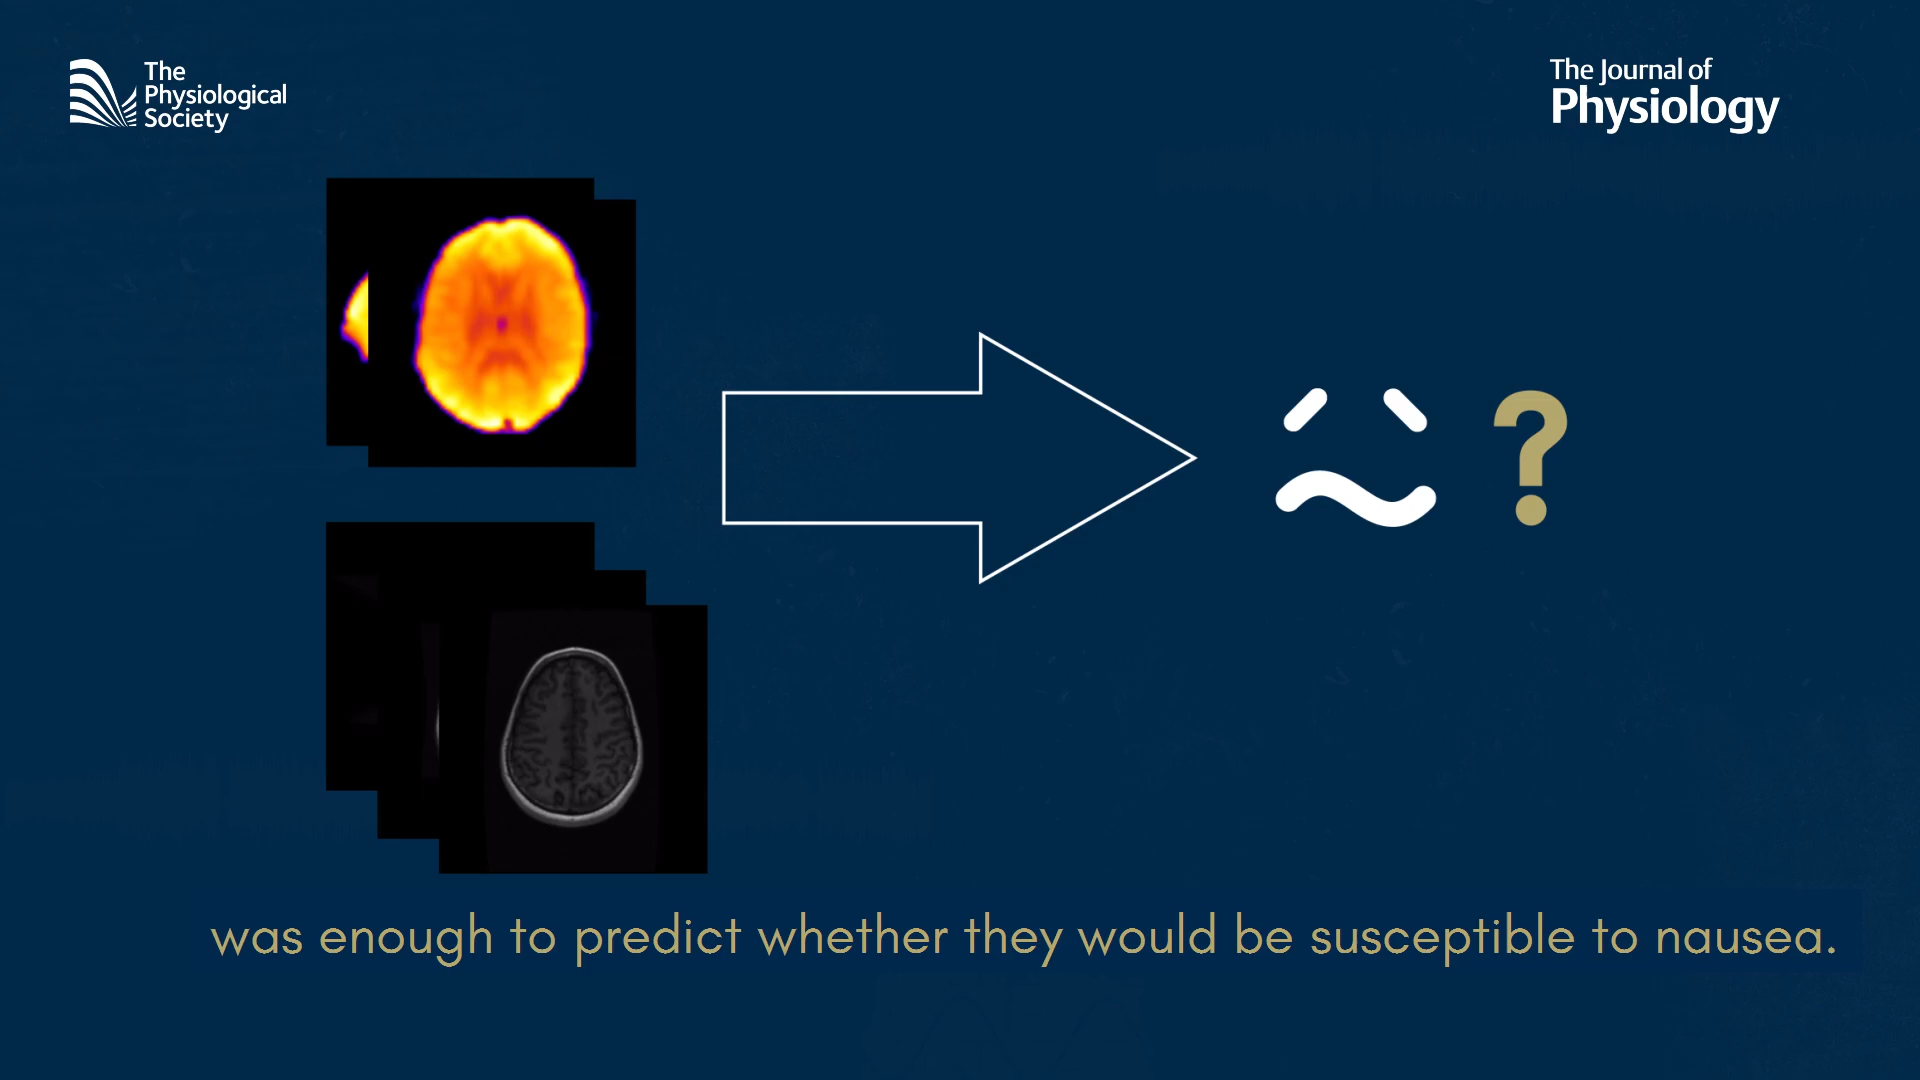 The
Physiological
Society
The Journal of
Physiology
?
was enough to predict whether they would be susceptible to nausea.